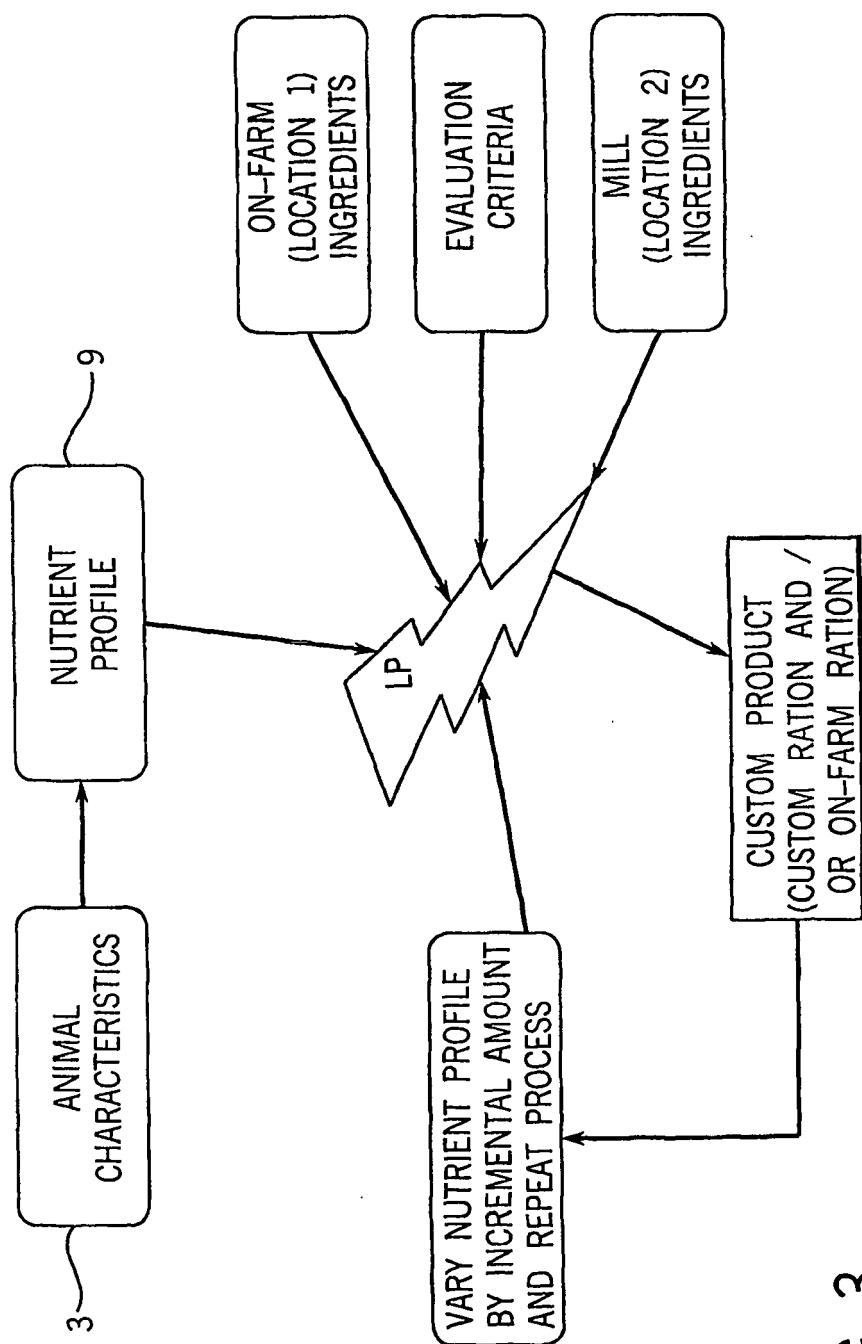 3
ANIMAL
CHARACTERISTICS
NUTRIENT
PROFILE
9
ON-FARM
(LOCATION 1)
INGREDIENTS
EVALUATION
CRITERIA
MILL
(LOCATION 2)
INGREDIENTS
LP
VARY NUTRIENT PROFILE
BY INCREMENTAL AMOUNT
AND REPEAT PROCESS
CUSTOM PRODUCT
(CUSTOM RATION AND /
OR ON-FARM RATION)
3